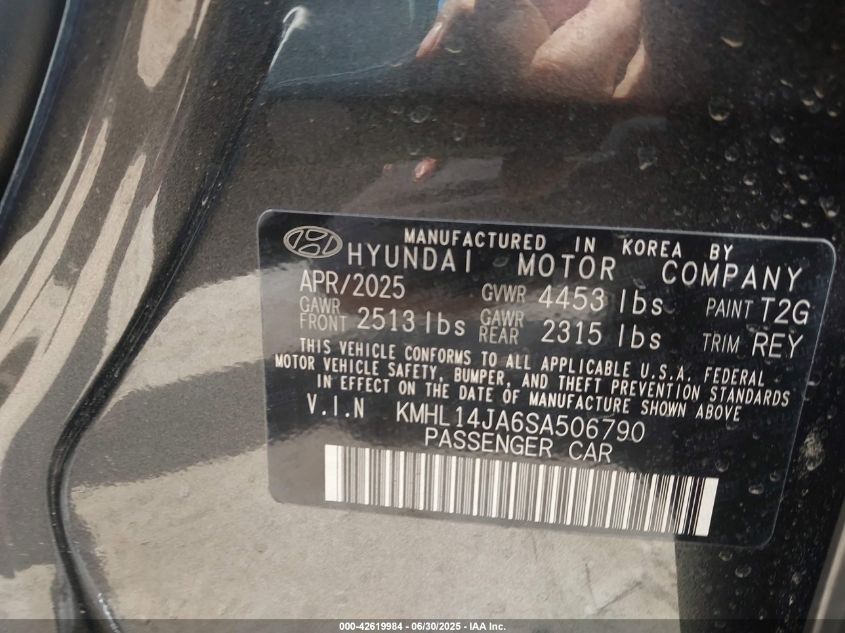 MANUFACTURED IN KOREA BY
HYUNDAI MOTOR COMPANY
APR/2025 GVWR 4453 lbs PAINT T2G
GAWR FRONT 2513 lbs GAWR REAR 2315 lbs TRIM REY
THIS VEHICLE CONFORMS TO ALL APPLICABLE U.S.A. FEDERAL
MOTOR VEHICLE SAFETY, BUMPER, AND THEFT PREVENTION STANDARDS
IN EFFECT ON THE DATE OF MANUFACTURE SHOWN ABOVE
V.I.N KMHL14JA6SA506790
PASSENGER CAR
000-42619984 - 06/30/2025 - IAA Inc.